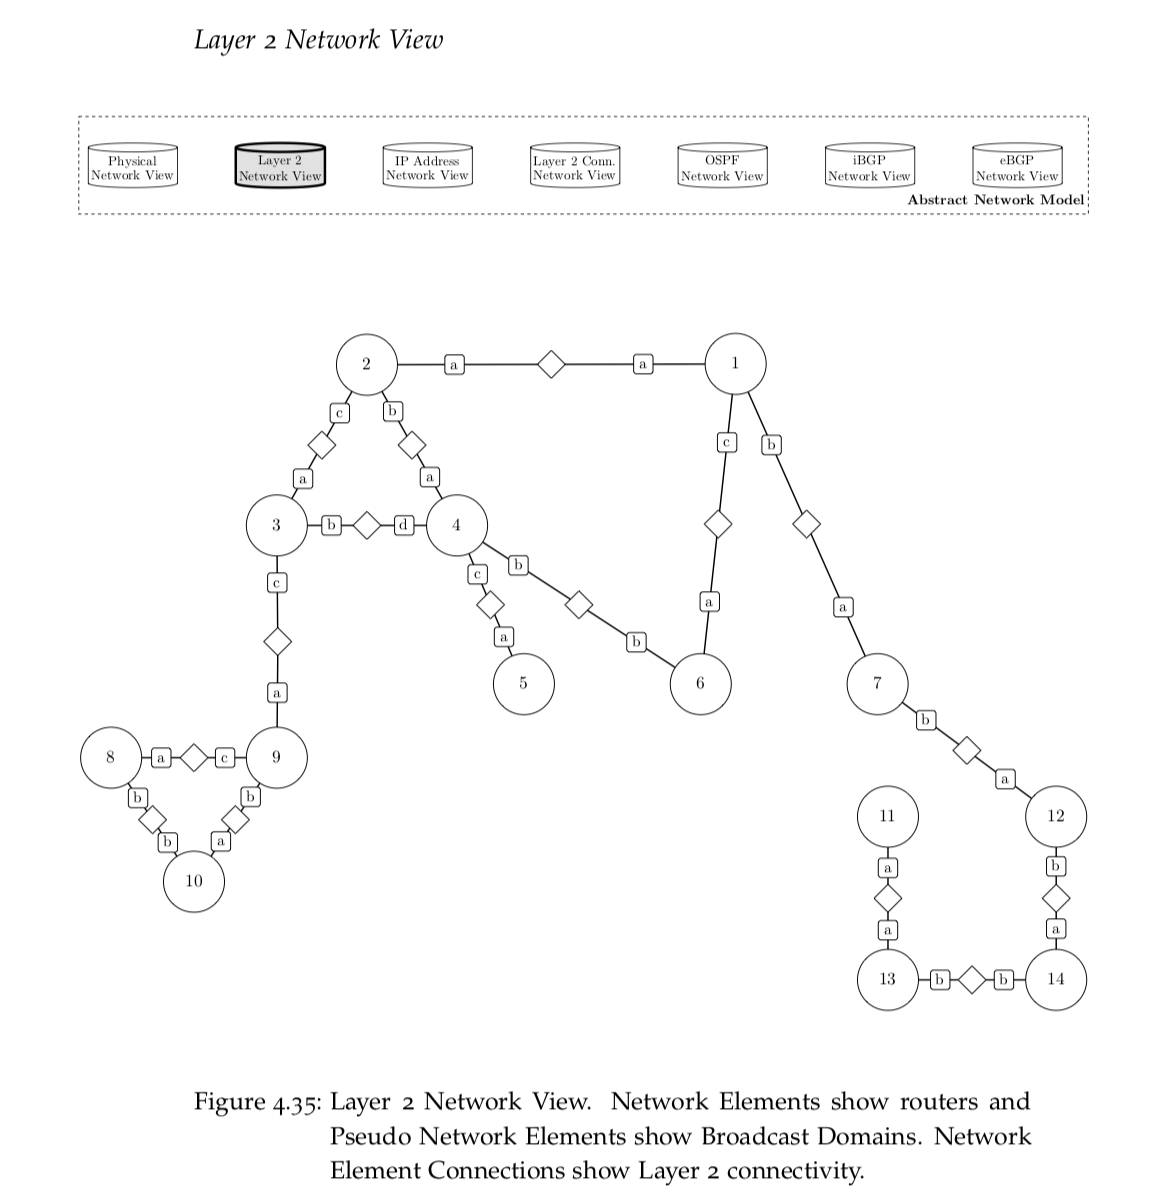 Layer 2 Network View
Physical
Network View
Layer 2
Network View
IP Address
Network View
Layer 2 Conn.
Network View
OSPF
Network View
iBGP
Network View
eBGP
Network View
Abstract Network Model
2
a
a
1
c
b
c
b
a
a
3
b
d
4
c
c
b
a
a
a
b
5
6
7
a
b
8
a
c
9
a
b
b
b
a
10
11
12
a
b
a
a
13
b
b
14
Figure 4.35: Layer 2 Network View. Network Elements show routers and
Pseudo Network Elements show Broadcast Domains. Network
Element Connections show Layer 2 connectivity.